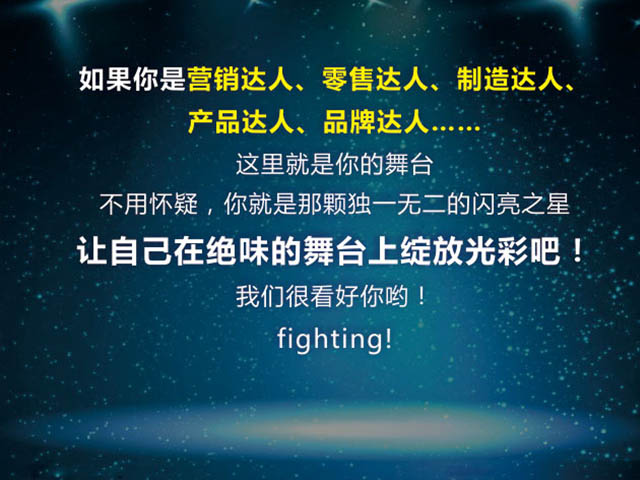 如果你是营销达人、零售达人、制造达人、
产品达人、品牌达人……
这里就是你的舞台
不用怀疑，你就是那颗独一无二的闪亮之星
让自己在绝味的舞台上绽放光彩吧！
我们很看好你哟！
fighting!